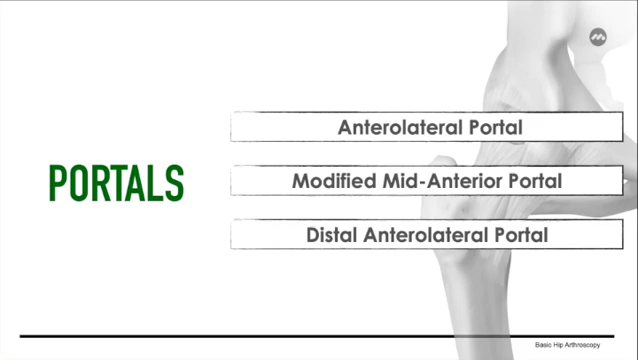 PORTALS
Anterolateral Portal
Modified Mid-Anterior Portal
Distal Anterolateral Portal
Basic Hip Arthroscopy